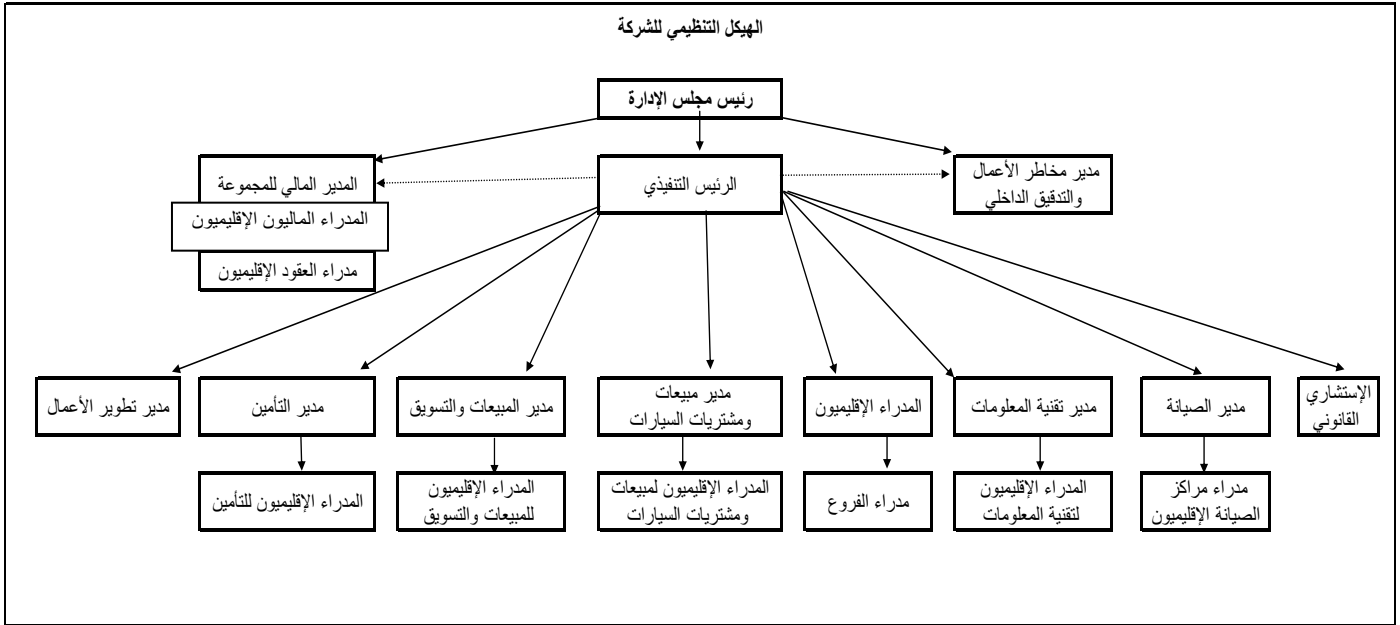 الهيكل التنظيمي للشركة
رئيس مجلس الإدارة
مدير مخاطر الأعمال
والتدقيق الداخلي
الرئيس التنفيذي
المدير المالي للمجموعة
المدراء الماليون الإقليميون
مدراء العقود الإقليميون
الإستشاري
القانوني
مدير الصيانة
مدير تقنية المعلومات
المدراء الإقليميون
مدير مبيعات
ومشتريات السيارات
مدير المبيعات والتسويق
مدير التأمين
مدير تطوير الأعمال
مدراء مراكز
الصيانة الإقليميون
المدراء الإقليميون
لتقنية المعلومات
مدراء الفروع
المدراء الإقليميون لمبيعات
ومشتريات السيارات
المدراء الإقليميون
للمبيعات والتسويق
المدراء الإقليميون للتأمين